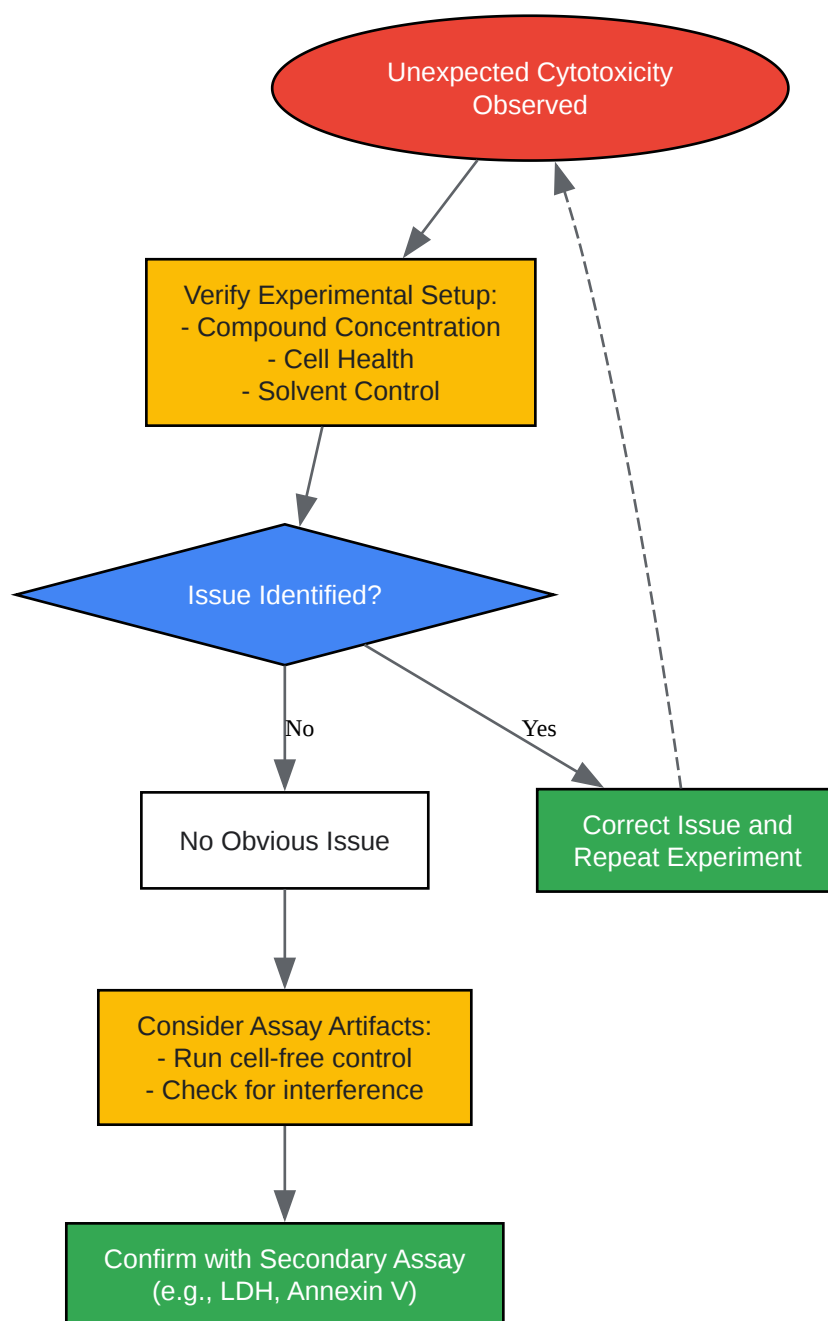 Unexpected Cytotoxicity
Observed
Verify Experimental Setup:
- Compound Concentration
- Cell Health
- Solvent Control
Issue Identified?
No
Yes
No Obvious Issue
Correct Issue and
Repeat Experiment
Consider Assay Artifacts:
- Run cell-free control
- Check for interference
Confirm with Secondary Assay
(e.g., LDH, Annexin V)